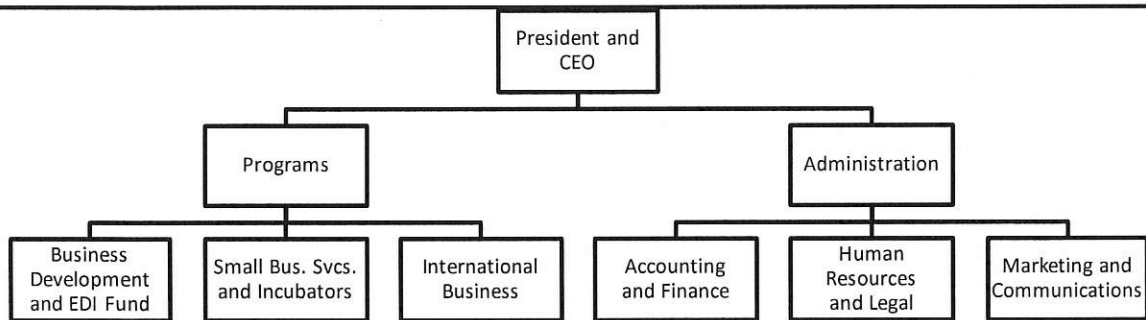 President and
CEO
Programs
Administration
Business
Development
and EDI Fund
Small Bus. Svcs.
and Incubators
International
Business
Accounting
and Finance
Human
Resources
and Legal
Marketing and
Communications